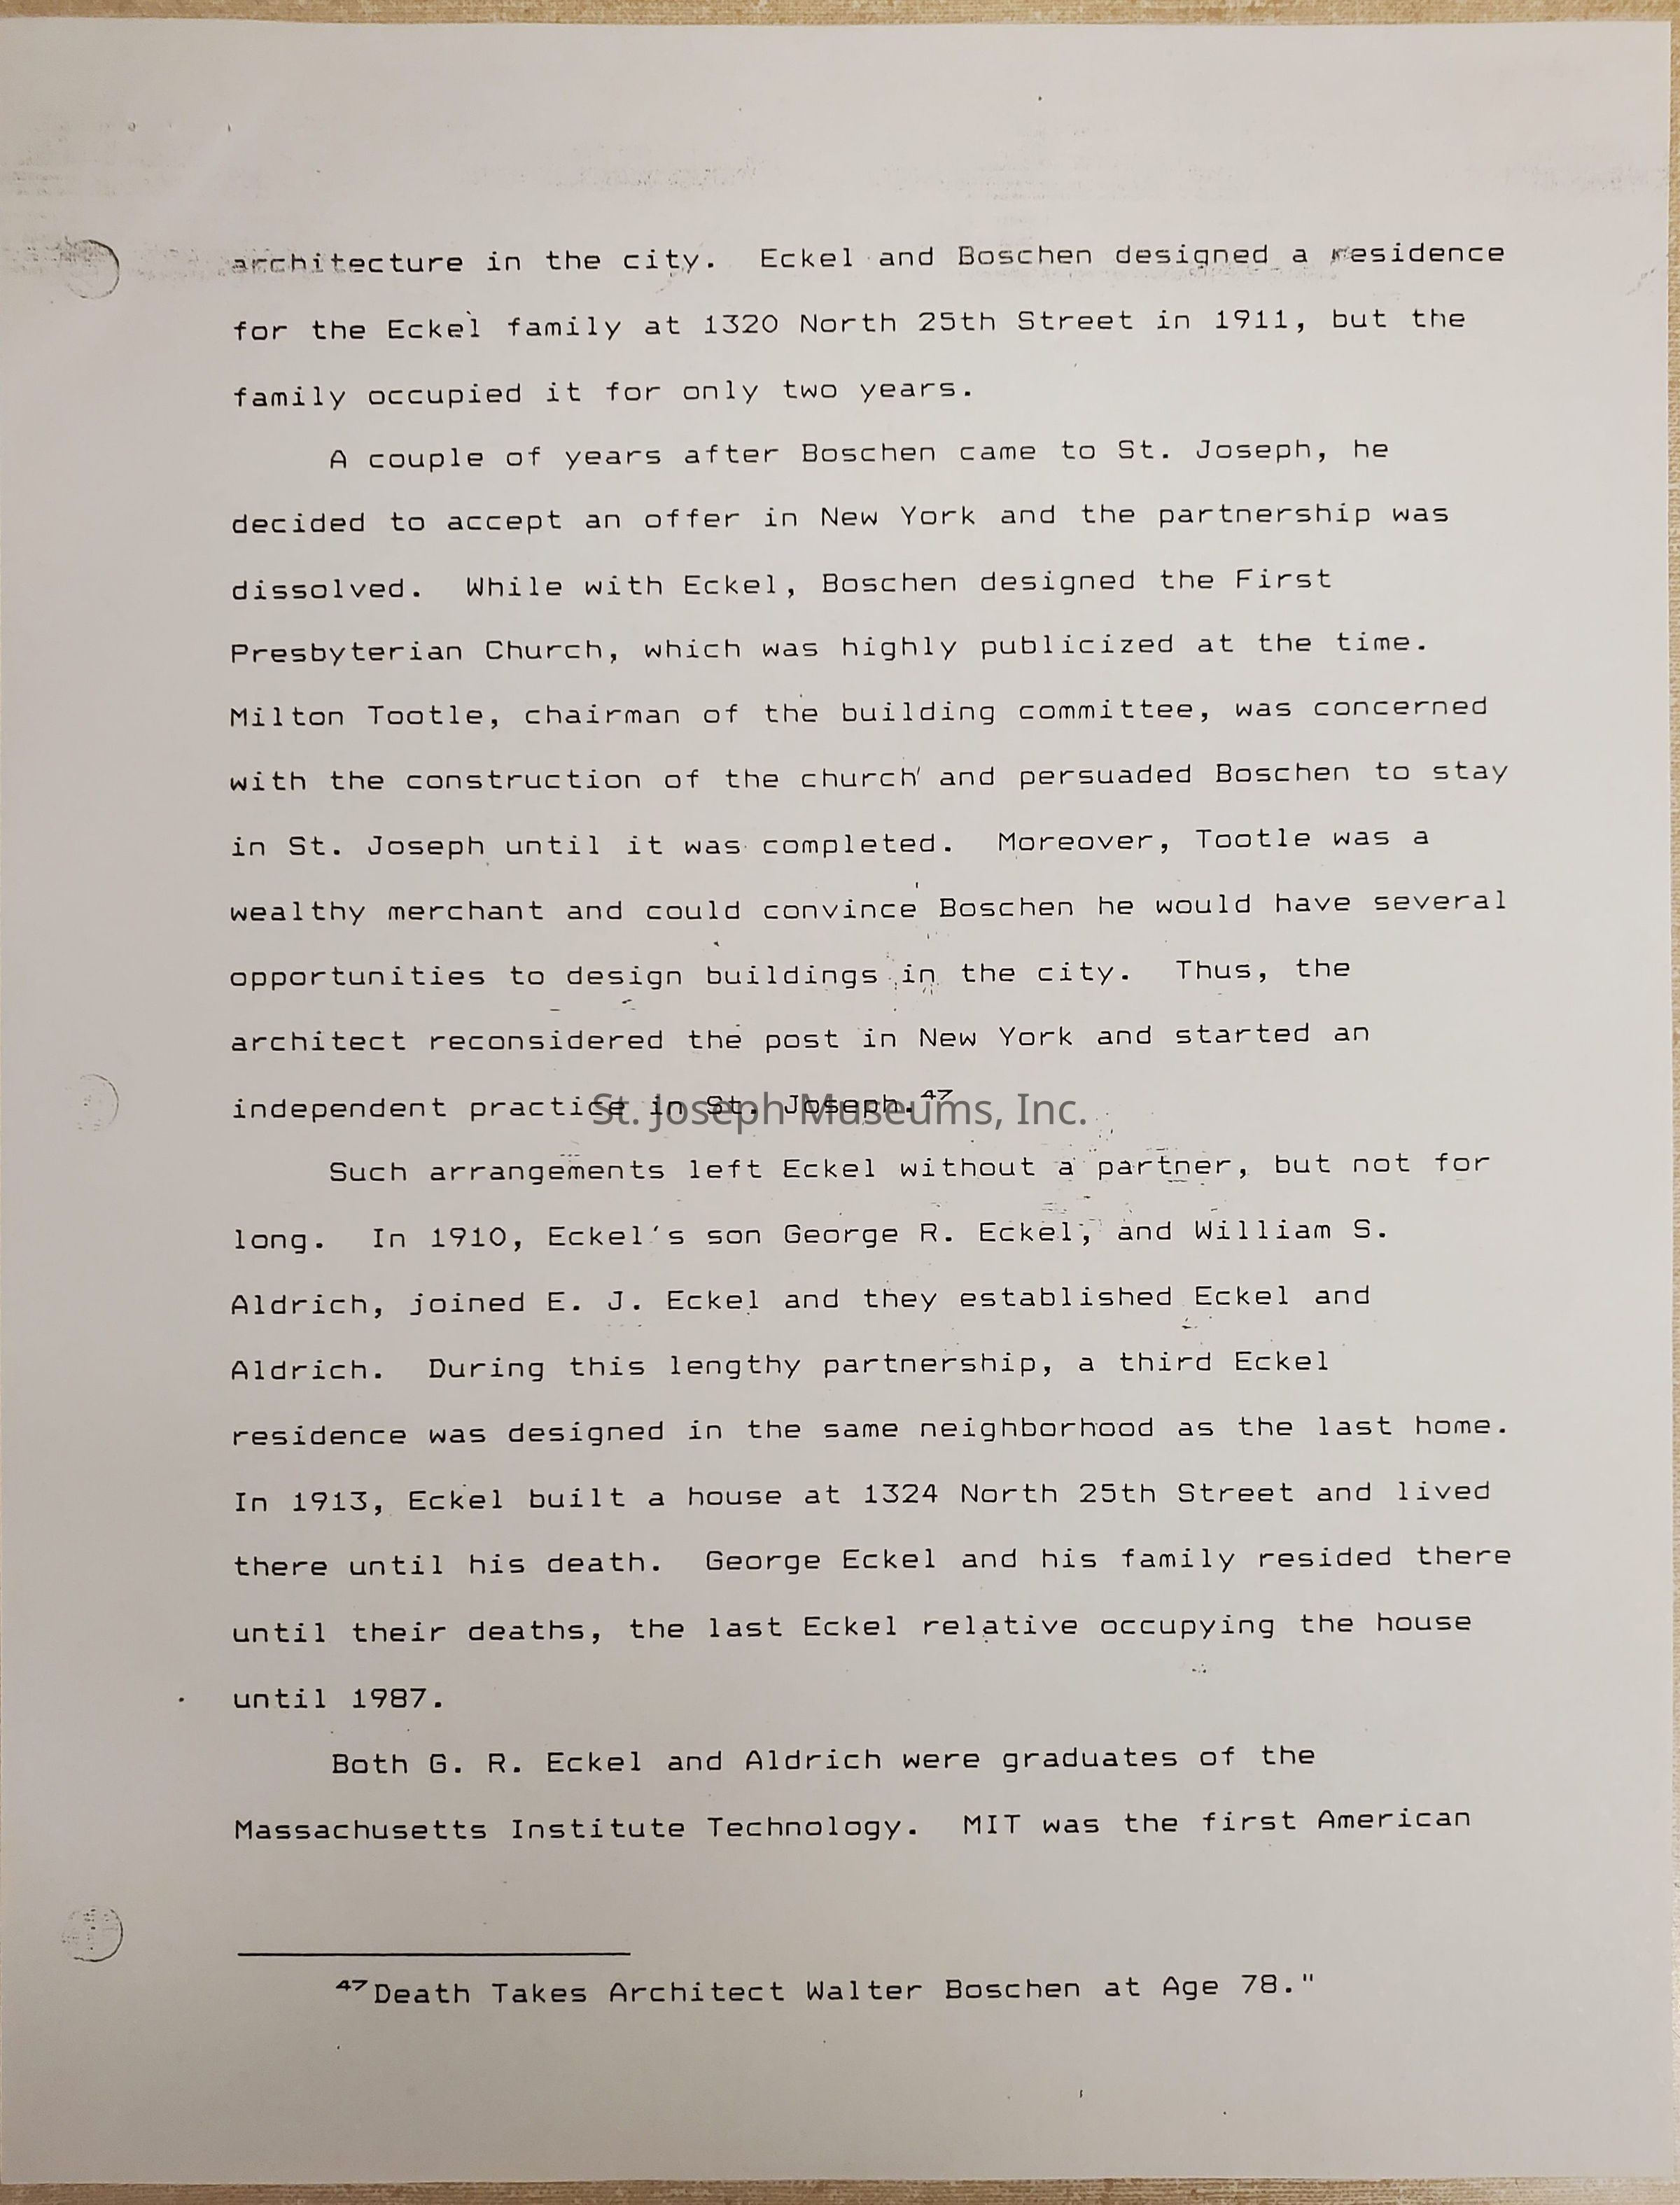 architecture in the city.  Eckel and Boschen designed a residence
for the Eckel family at 1320 North 25th Street in 1911, but the
family occupied it for only two years.
A couple of years after Boschen came to St. Joseph, he
decided to accept an offer in New York and the partnership was
dissolved.  While with Eckel, Boschen designed the First
Presbyterian Church, which was highly publicized at the time.
Milton Tootle, chairman of the building committee, was concerned
with the construction of the church and persuaded Boschen to stay
in St. Joseph until it was completed.  Moreover, Tootle was a
wealthy merchant and could convince Boschen he would have several
opportunities to design buildings in the city.  Thus, the
architect reconsidered the post in New York and started an
independent practice in St. Joseph.47
St. Joseph Museums, Inc.
Such arrangements left Eckel without a partner, but not for
long.  In 1910, Eckel's son George R. Eckel, and William S.
Aldrich, joined E. J. Eckel and they established Eckel and
Aldrich.  During this lengthy partnership, a third Eckel
residence was designed in the same neighborhood as the last home.
In 1913, Eckel built a house at 1324 North 25th Street and lived
there until his death.  George Eckel and his family resided there
until their deaths, the last Eckel relative occupying the house
until 1987.
Both G. R. Eckel and Aldrich were graduates of the
Massachusetts Institute Technology.  MIT was the first American
47Death Takes Architect Walter Boschen at Age 78."